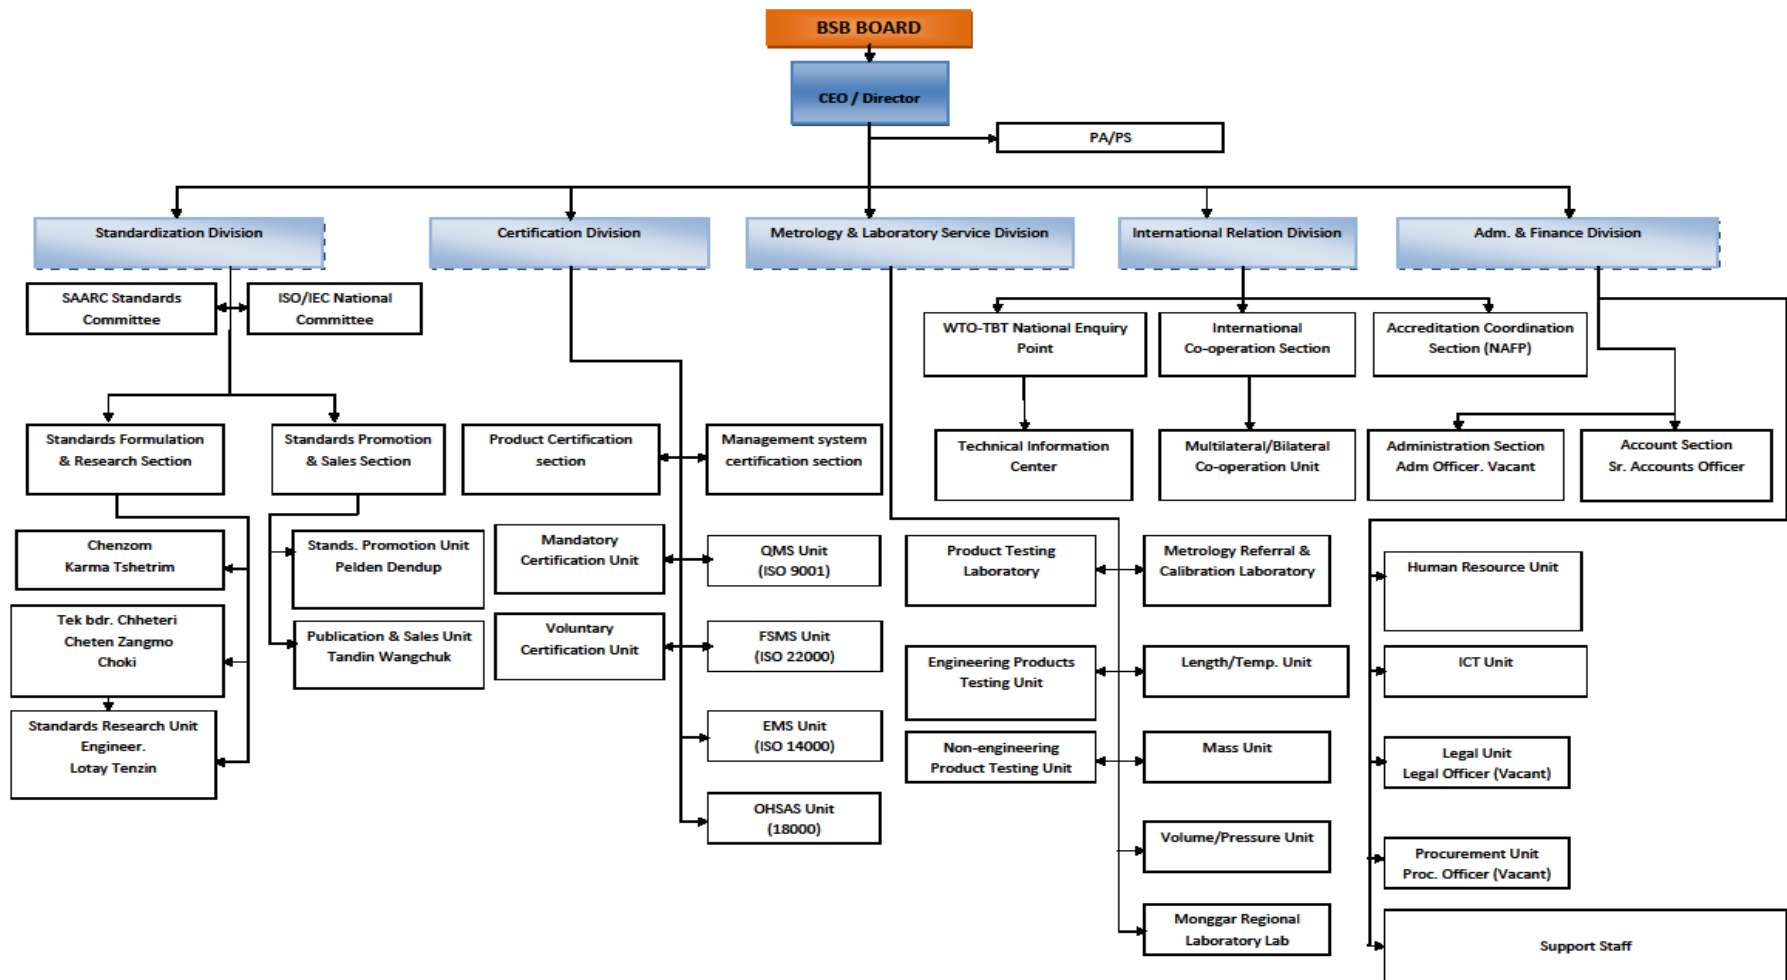 BSB BOARD
CEO / Director
PA/PS
Standardization Division
Certification Division
Metrology & Laboratory Service Division
International Relation Division
Adm. & Finance Division
SAARC Standards
Committee
ISO/IEC National
Committee
WTO-TBT National Enquiry
Point
International
Co-operation Section
Accreditation Coordination
Section (NAFP)
Standards Formulation
& Research Section
Standards Promotion
& Sales Section
Product Certification
section
Management system
certification section
Technical Information
Center
Multilateral/Bilateral
Co-operation Unit
Administration Section
Adm Officer. Vacant
Account Section
Sr. Accounts Officer
Chenzom
Karma Tshetrim
Stands. Promotion Unit
Pelden Dendup
Mandatory
Certification Unit
QMS Unit
(ISO 9001)
Product Testing
Laboratory
Metrology Referral &
Calibration Laboratory
Human Resource Unit
Tek bdr. Chheteri
Cheten Zangmo
Choki
Publication & Sales Unit
Tandin Wangchuk
Voluntary
Certification Unit
FSMS Unit
(ISO 22000)
Engineering Products
Testing Unit
Length/Temp. Unit
ICT Unit
Standards Research Unit
Engineer.
Lotay Tenzin
EMS Unit
(ISO 14000)
Non-engineering
Product Testing Unit
Mass Unit
Legal Unit
Legal Officer (Vacant)
OHSAS Unit
(18000)
Volume/Pressure Unit
Procurement Unit
Proc. Officer (Vacant)
Monggar Regional
Laboratory Lab
Support Staff